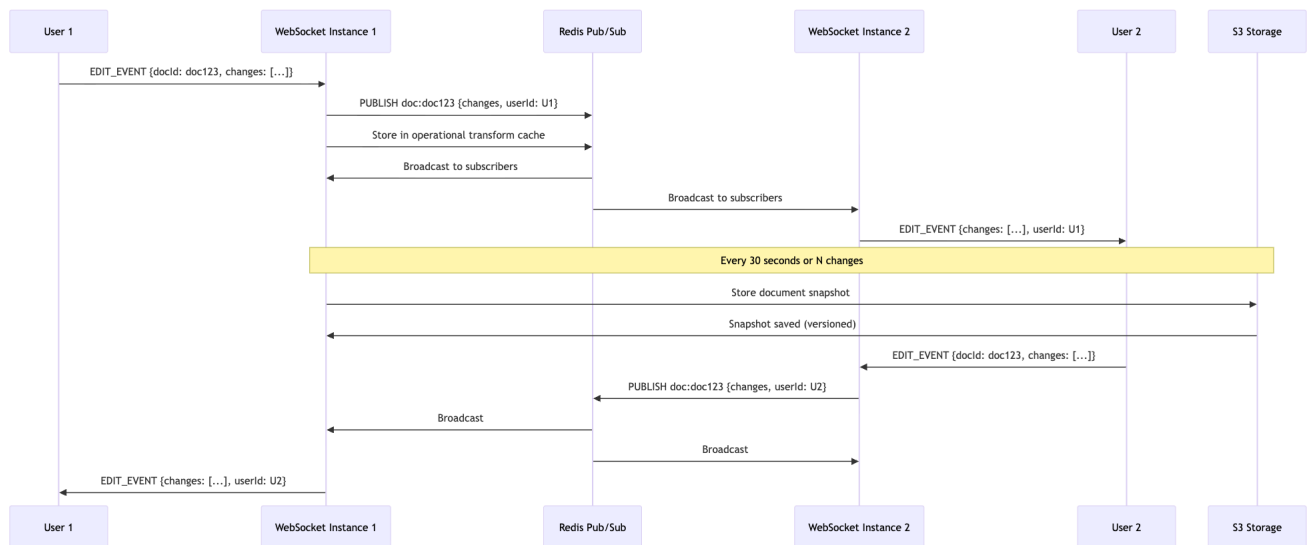 User 1
WebSocket Instance 1
Redis Pub/Sub
WebSocket Instance 2
User 2
S3 Storage
EDIT_EVENT {docId: doc123, changes: [...]}
PUBLISH doc:doc123 {changes, userId: U1}
Store in operational transform cache
Broadcast to subscribers
Broadcast to subscribers
EDIT_EVENT {changes: [...], userId: U1}
Every 30 seconds or N changes
Store document snapshot
Snapshot saved (versioned)
EDIT_EVENT {docId: doc123, changes: [...]}
PUBLISH doc:doc123 {changes, userId: U2}
Broadcast
Broadcast
EDIT_EVENT {changes: [...], userId: U2}
User 1
WebSocket Instance 1
Redis Pub/Sub
WebSocket Instance 2
User 2
S3 Storage